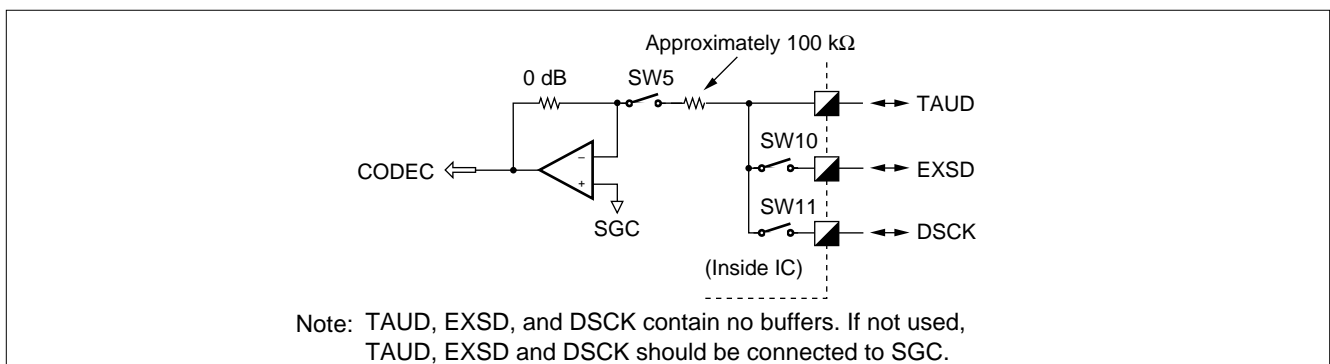 Approximately 100 kΩ
0 dB
SW5
TAUD
SW10
CODEC
−
EXSD
+
SW11
SGC
DSCK
(Inside IC)
Note: TAUD, EXSD, and DSCK contain no buffers. If not used,
TAUD, EXSD and DSCK should be connected to SGC.